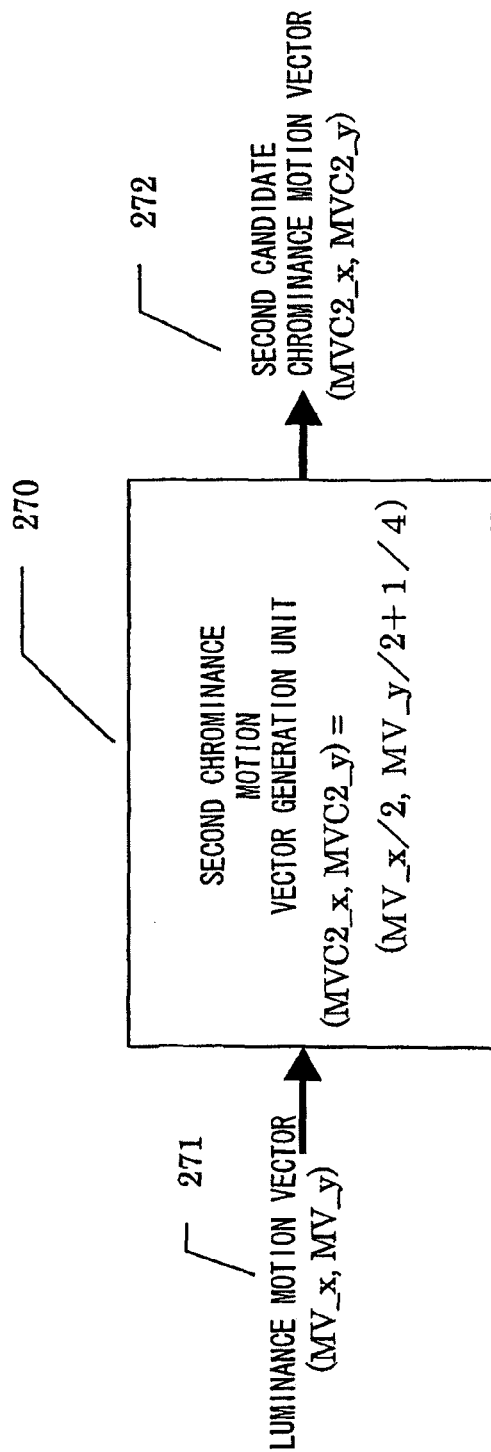 270
271
272
LUMINANCE MOTION VECTOR
(MV_x, MV_y)
SECOND CHROMINANCE
MOTION
VECTOR GENERATION UNIT
(MVC2_x, MVC2_y) =
(MV_x/2, MV_y/2+1/4)
SECOND CANDIDATE
CHROMINANCE MOTION VECTOR
(MVC2_x, MVC2_y)